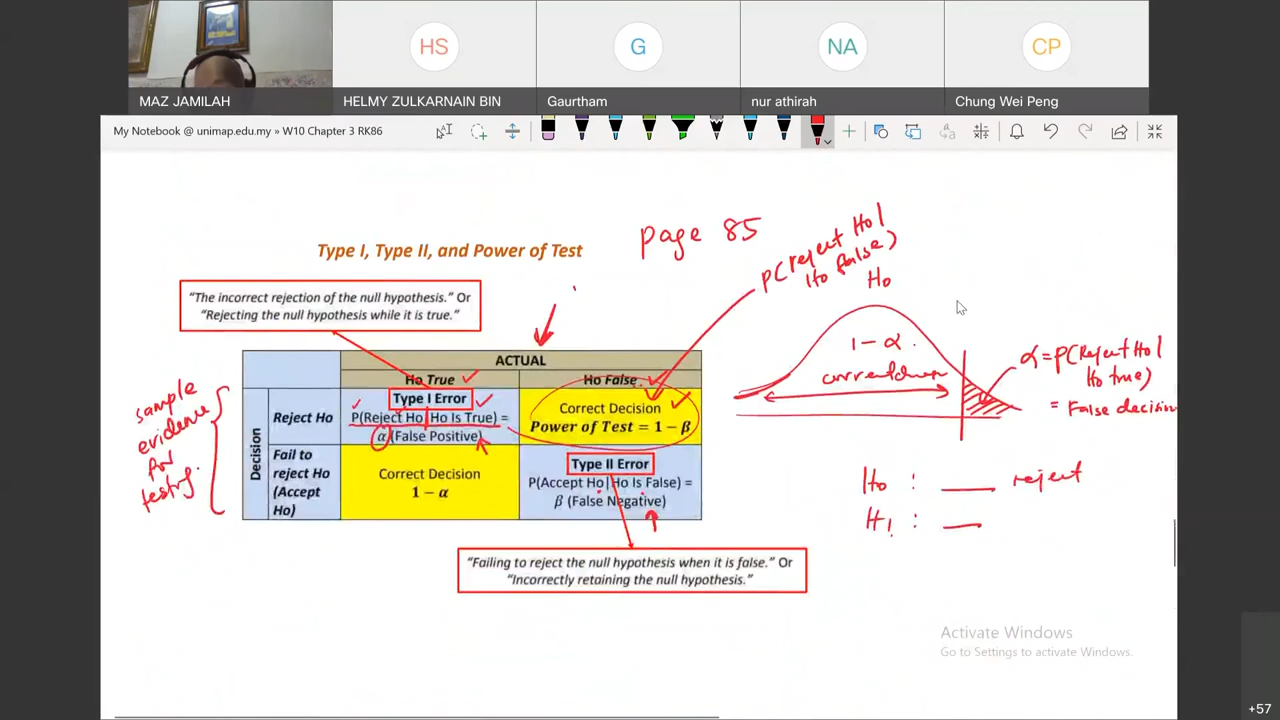 HS
G
NA
CP
MAZ JAMILAH
HELMY ZULKARNAIN BIN
Gaurtham
nur athirah
Chung Wei Peng
My Notebook @ unimap.edu.my » W10 Chapter 3 RK86
page 85
Type I, Type II, and Power of Test
P(reject Ho|
Ho false)
Ho
"The incorrect rejection of the null hypothesis." Or
"Rejecting the null hypothesis while it is true."
1 - α
α = P(Reject Ho|
Ho true)
= False decision
ACTUAL
Ho True
Ho False
sample
evidence
for
testing.
Decision
Reject Ho
Type I Error
P(Reject Ho|Ho Is True) =
α (False Positive)
Correct Decision
Power of Test = 1 − β
Fail to
reject Ho
(Accept
Ho)
Correct Decision
1 − α
Type II Error
P(Accept Ho|Ho Is False) =
β (False Negative)
Ho : __ reject
H1 : __
"Failing to reject the null hypothesis when it is false." Or
"Incorrectly retaining the null hypothesis."
Activate Windows
Go to Settings to activate Windows.
+57